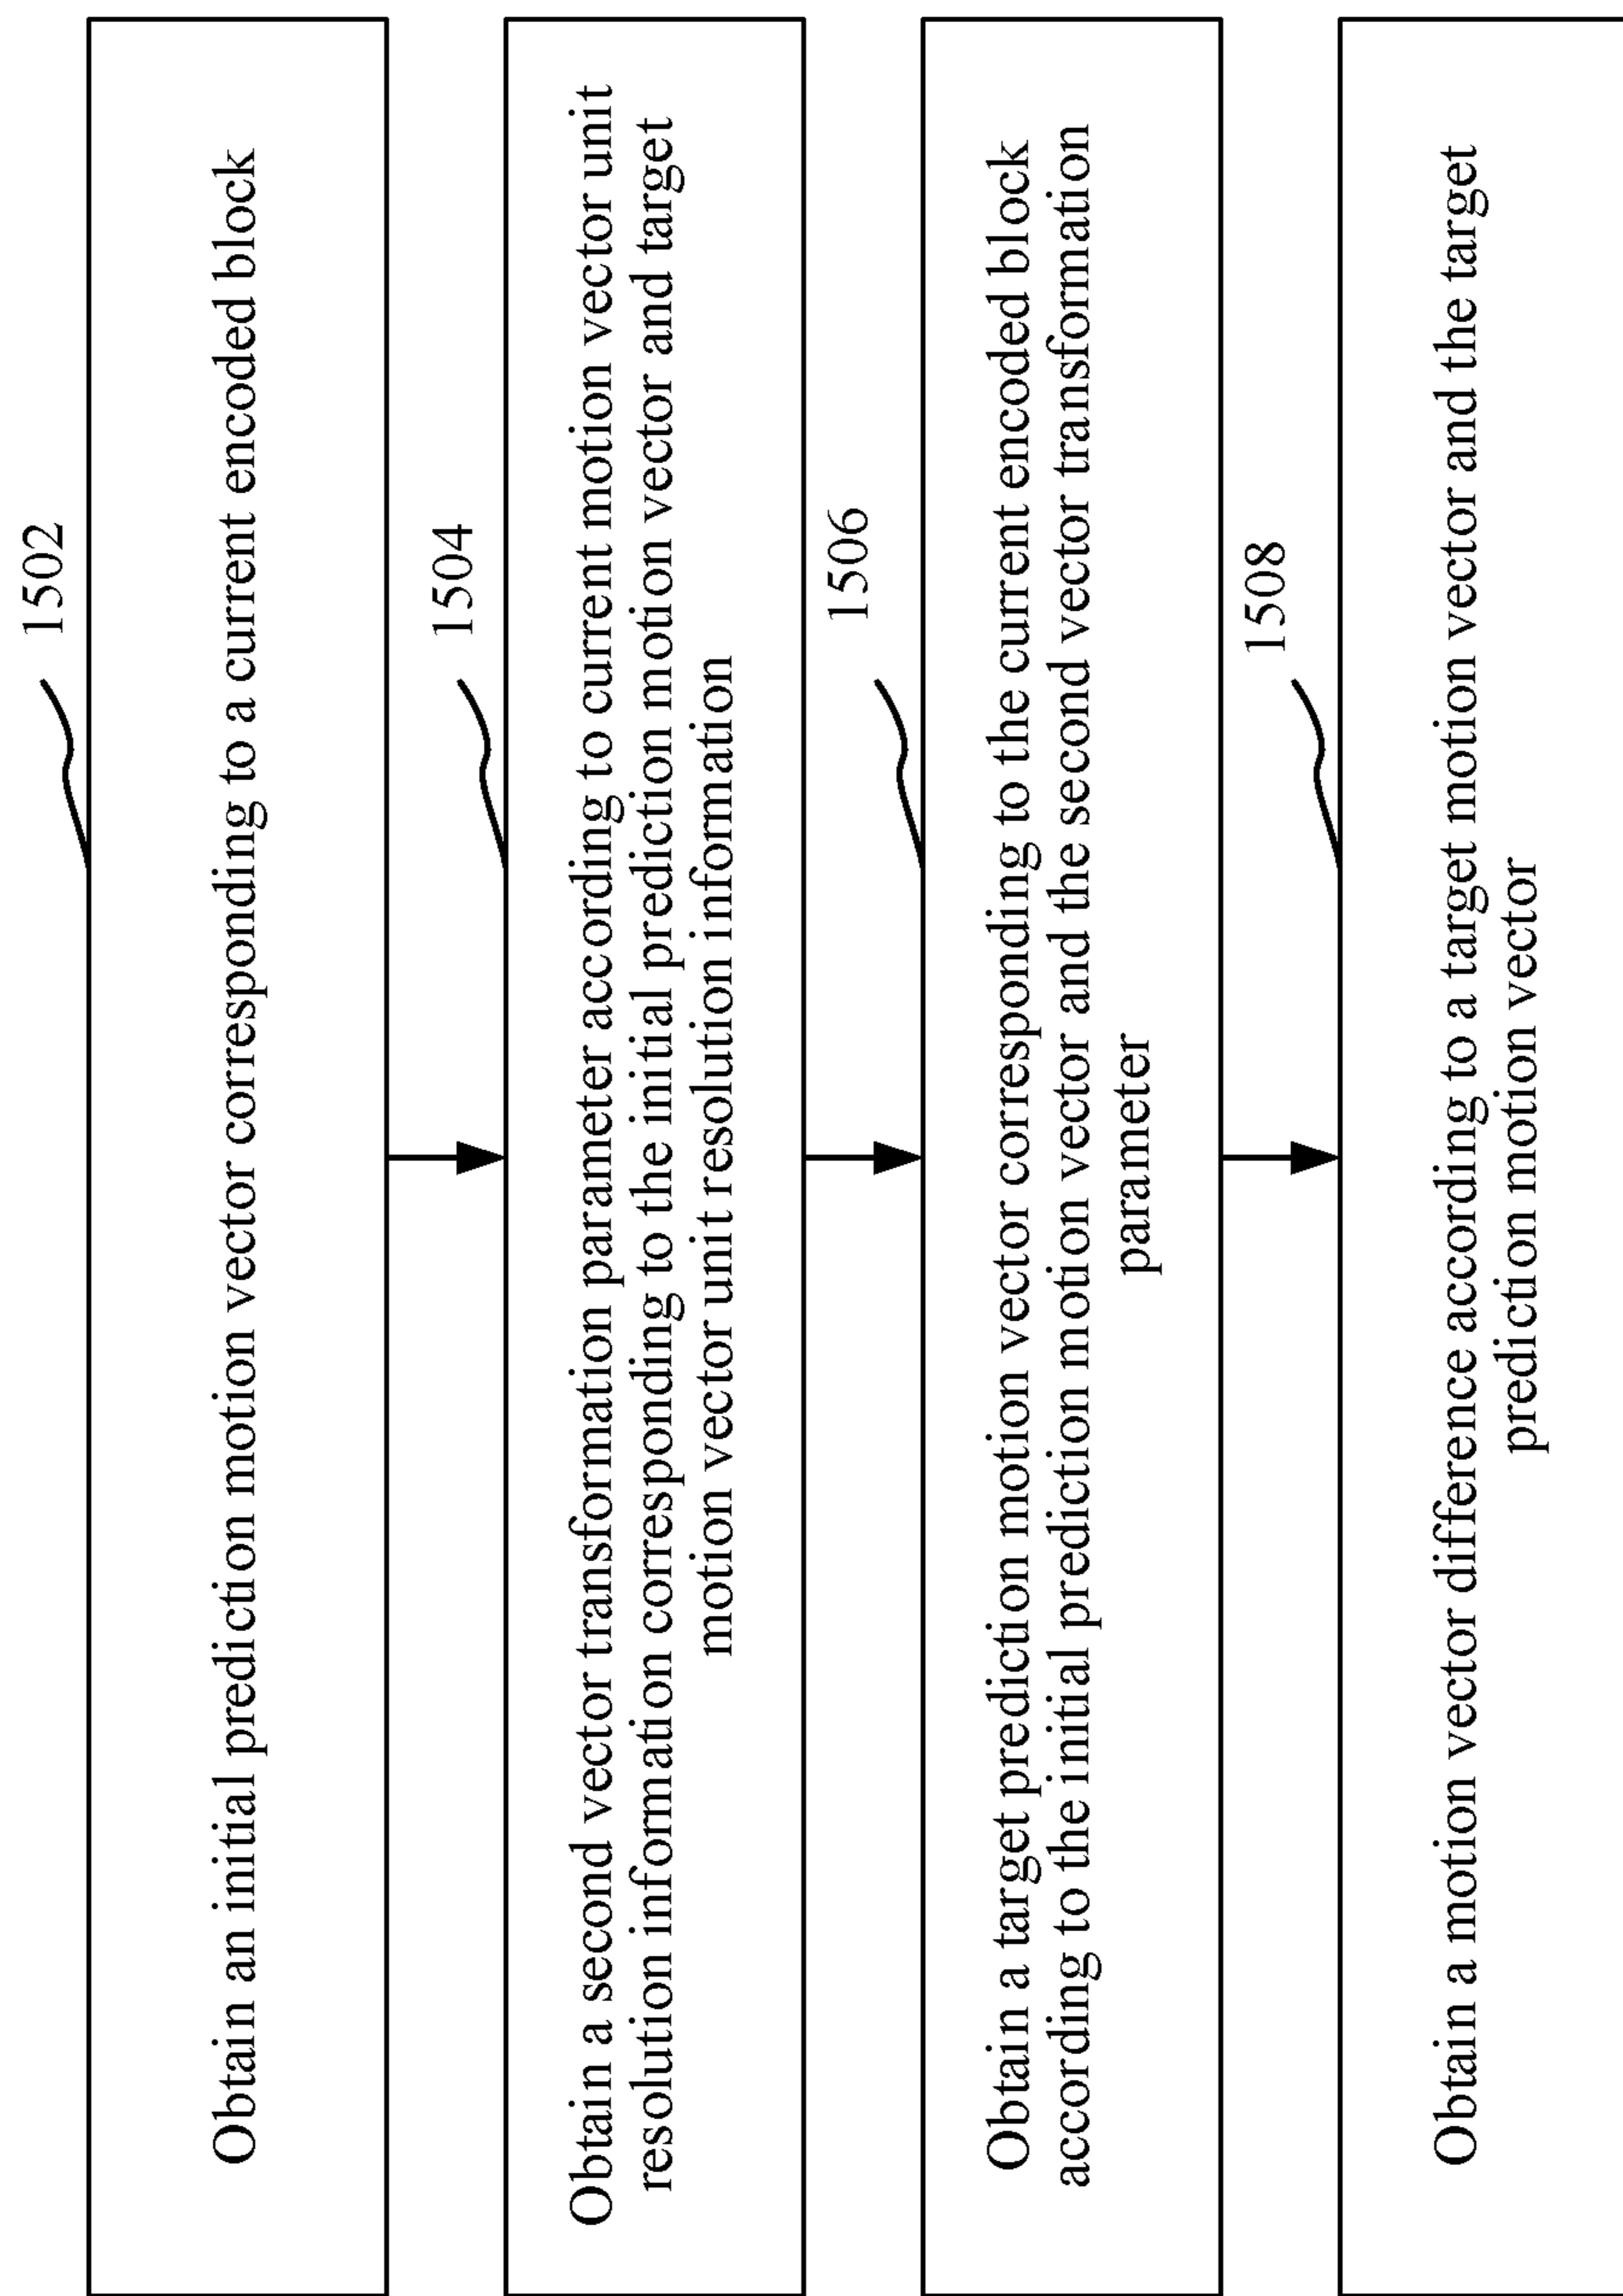 1502
Obtain an initial prediction motion vector corresponding to a current encoded block
1504
Obtain a second vector transformation parameter according to current motion vector unit
resolution information corresponding to the initial prediction motion vector and target
motion vector unit resolution information
1506
Obtain a target prediction motion vector corresponding to the current encoded block
according to the initial prediction motion vector and the second vector transformation
parameter
1508
Obtain a motion vector difference according to a target motion vector and the target
prediction motion vector